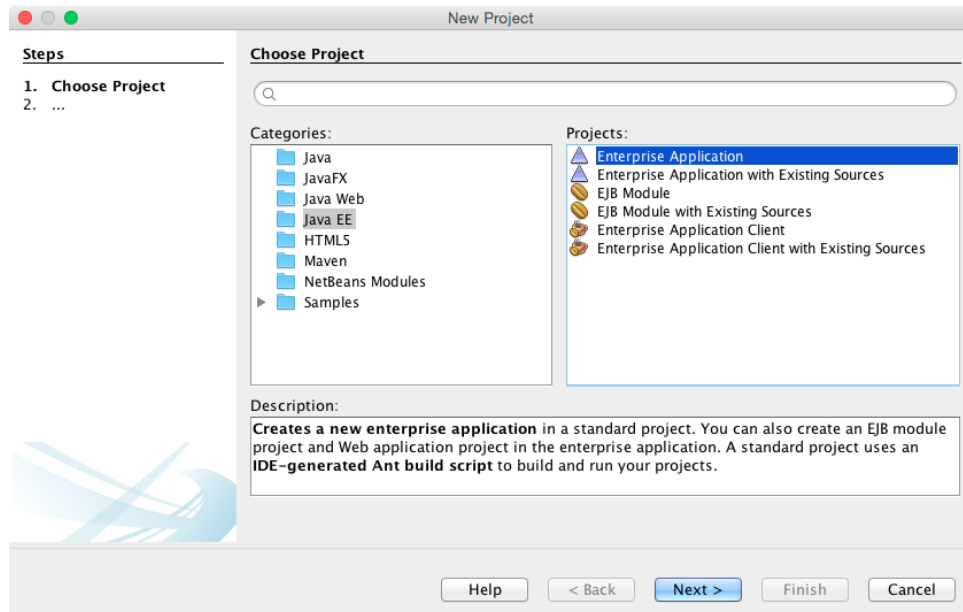 New Project
Steps
1. Choose Project
2. ...
Choose Project
Categories:
Java
JavaFX
Java Web
Java EE
HTML5
Maven
NetBeans Modules
Samples
Projects:
Enterprise Application
Enterprise Application with Existing Sources
EJB Module
EJB Module with Existing Sources
Enterprise Application Client
Enterprise Application Client with Existing Sources
Description:
Creates a new enterprise application in a standard project. You can also create an EJB module
project and Web application project in the enterprise application. A standard project uses an
IDE-generated Ant build script to build and run your projects.
Help
< Back
Next >
Finish
Cancel